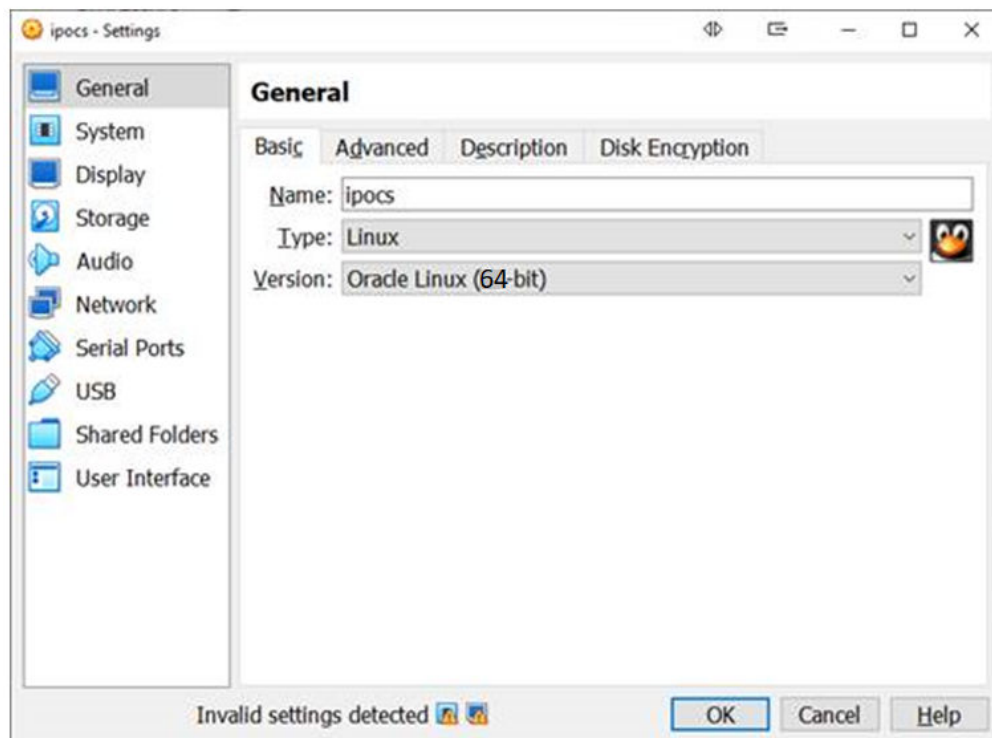 ipocs - Settings
General
System
Display
Storage
Audio
Network
Serial Ports
USB
Shared Folders
User Interface
General
Basic Advanced Description Disk Encryption
Name: ipocs
Type: Linux
Version: Oracle Linux (64-bit)
Invalid settings detected
OK Cancel Help